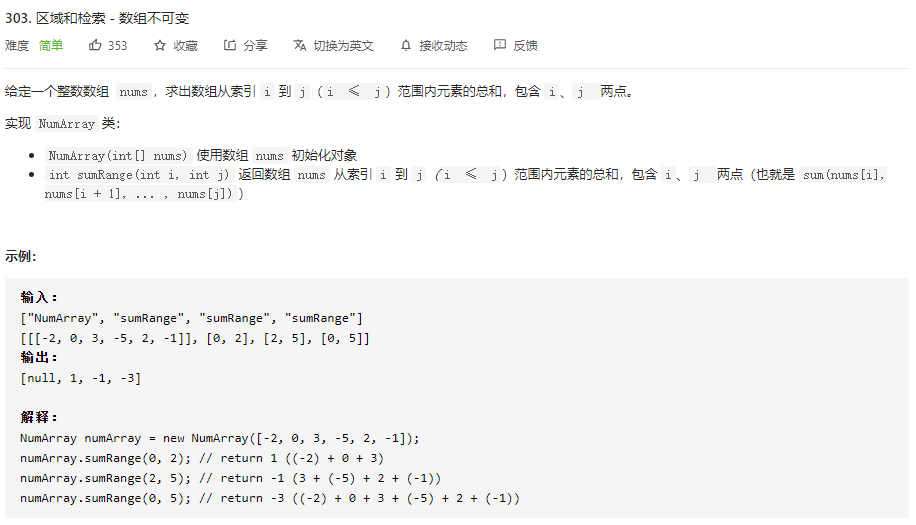 303. 区域和检索 - 数组不可变
难度 简单 353 收藏 分享 切换为英文 接收动态 反馈
给定一个整数数组 nums ，求出数组从索引 i 到 j（i ≤ j）范围内元素的总和，包含 i、j 两点。
实现 NumArray 类：
NumArray(int[] nums) 使用数组 nums 初始化对象
int sumRange(int i, int j) 返回数组 nums 从索引 i 到 j（i ≤ j）范围内元素的总和，包含 i、j 两点（也就是 sum(nums[i],
nums[i + 1], ... , nums[j])）
示例：
输入：
["NumArray", "sumRange", "sumRange", "sumRange"]
[[[-2, 0, 3, -5, 2, -1]], [0, 2], [2, 5], [0, 5]]
输出：
[null, 1, -1, -3]
解释：
NumArray numArray = new NumArray([-2, 0, 3, -5, 2, -1]);
numArray.sumRange(0, 2); // return 1 ((-2) + 0 + 3)
numArray.sumRange(2, 5); // return -1 (3 + (-5) + 2 + (-1))
numArray.sumRange(0, 5); // return -3 ((-2) + 0 + 3 + (-5) + 2 + (-1))